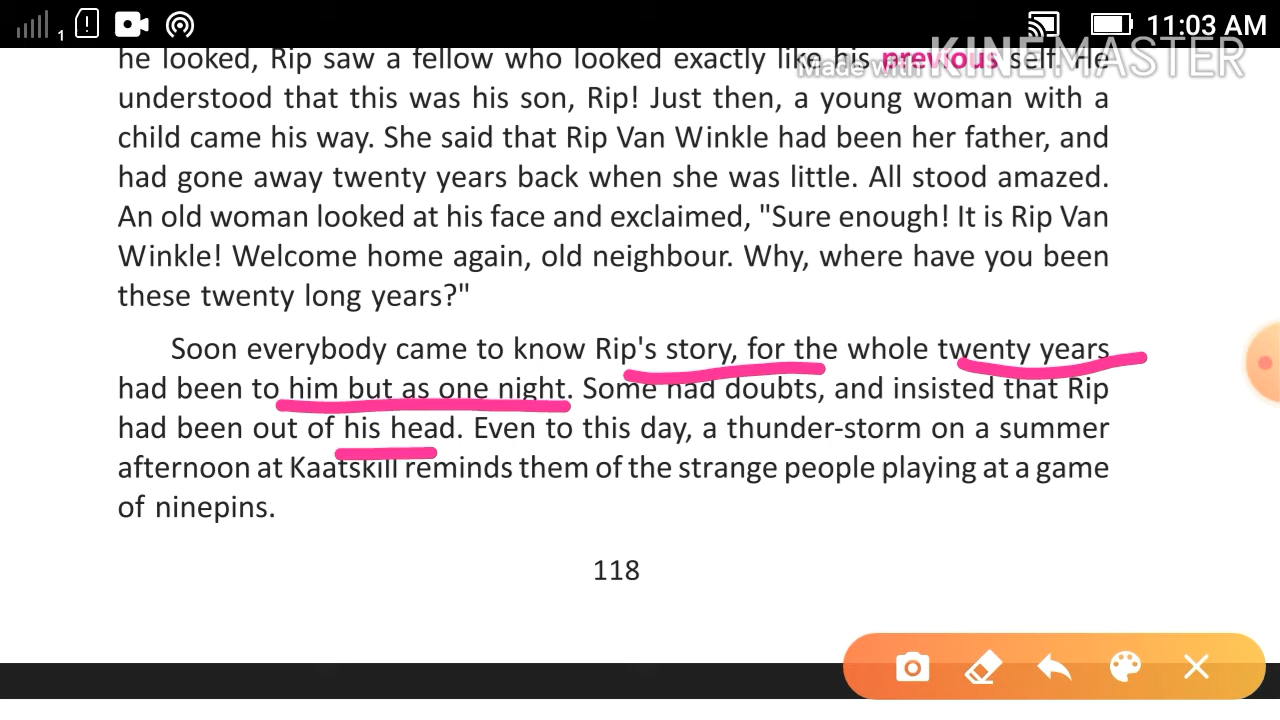 1 11:03 AM
Made with KINEMASTER
he looked, Rip saw a fellow who looked exactly like his previous self. He
understood that this was his son, Rip! Just then, a young woman with a
child came his way. She said that Rip Van Winkle had been her father, and
had gone away twenty years back when she was little. All stood amazed.
An old woman looked at his face and exclaimed, "Sure enough! It is Rip Van
Winkle! Welcome home again, old neighbour. Why, where have you been
these twenty long years?"
Soon everybody came to know Rip's story, for the whole twenty years
had been to him but as one night. Some had doubts, and insisted that Rip
had been out of his head. Even to this day, a thunder-storm on a summer
afternoon at Kaatskill reminds them of the strange people playing at a game
of ninepins.
118